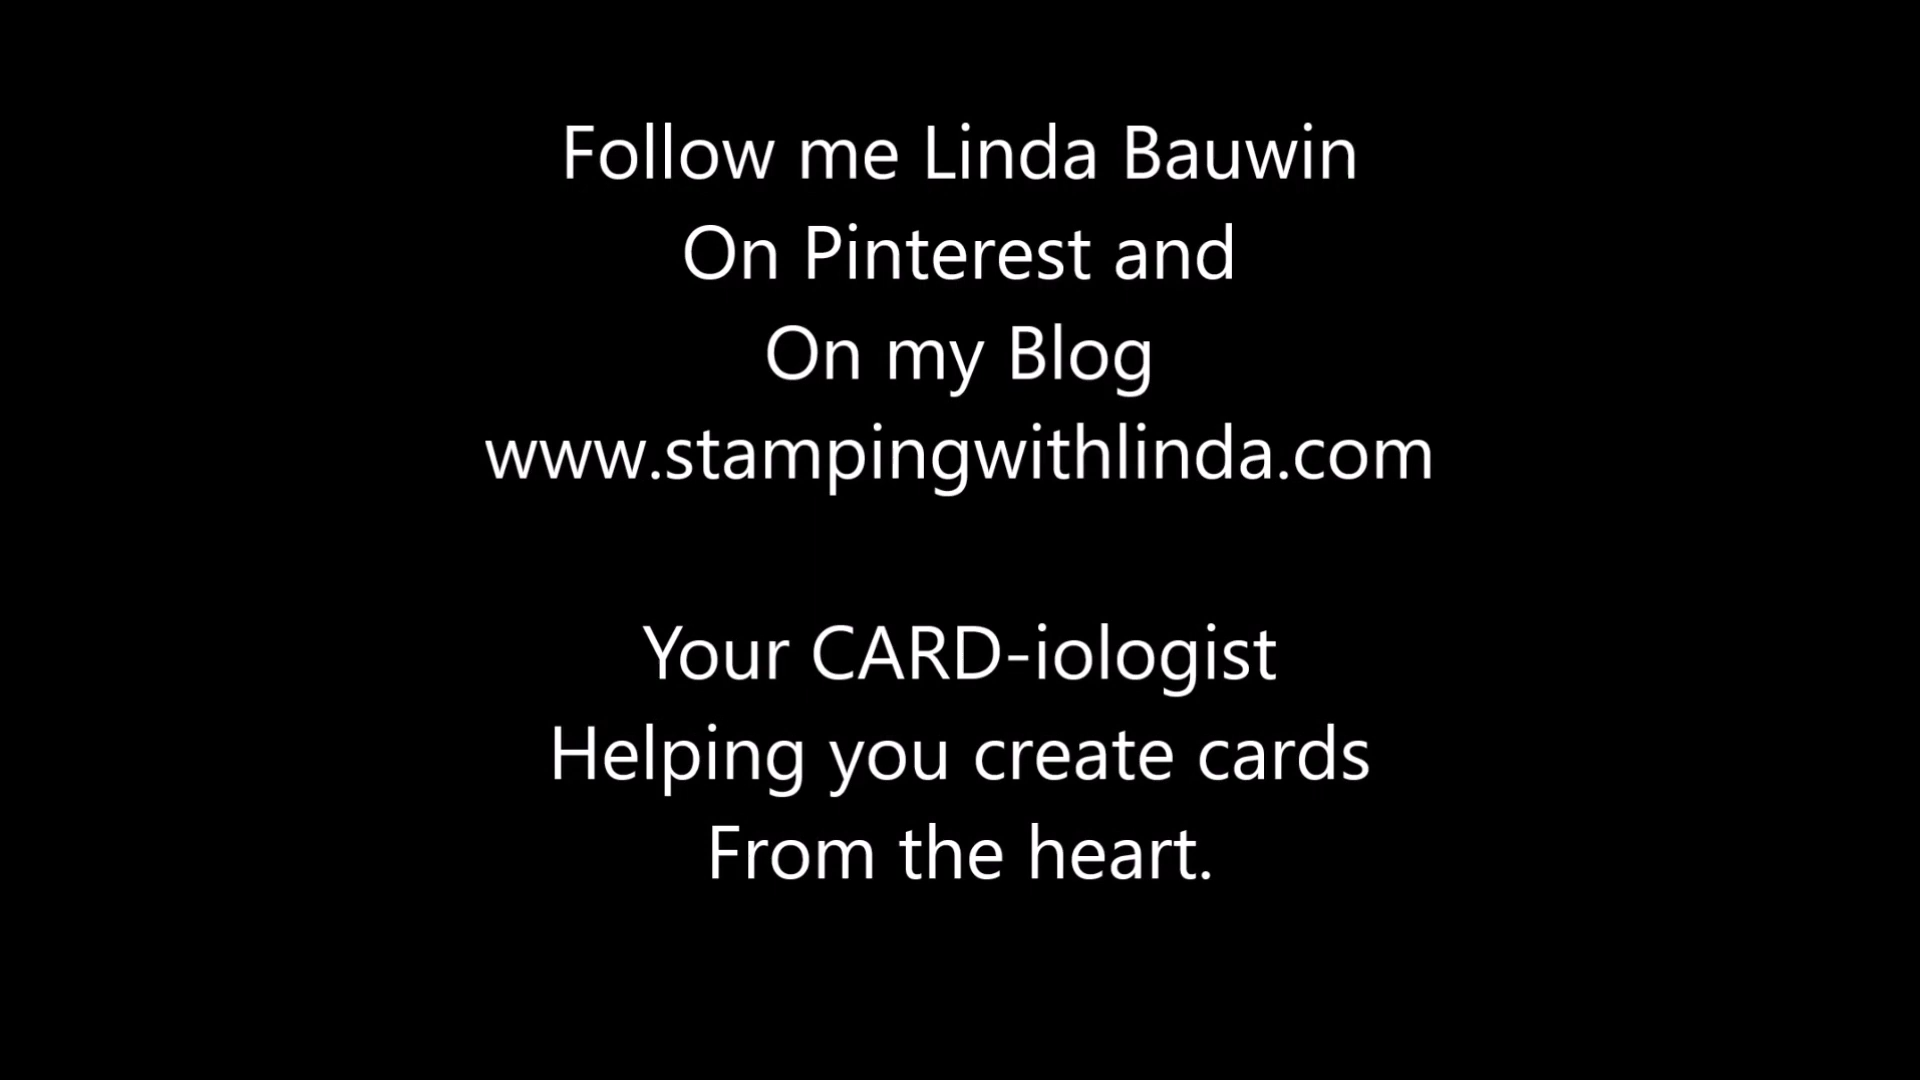 Follow me Linda Bauwin
On Pinterest and
On my Blog
www.stampingwithlinda.com
Your CARD-iologist
Helping you create cards
From the heart.